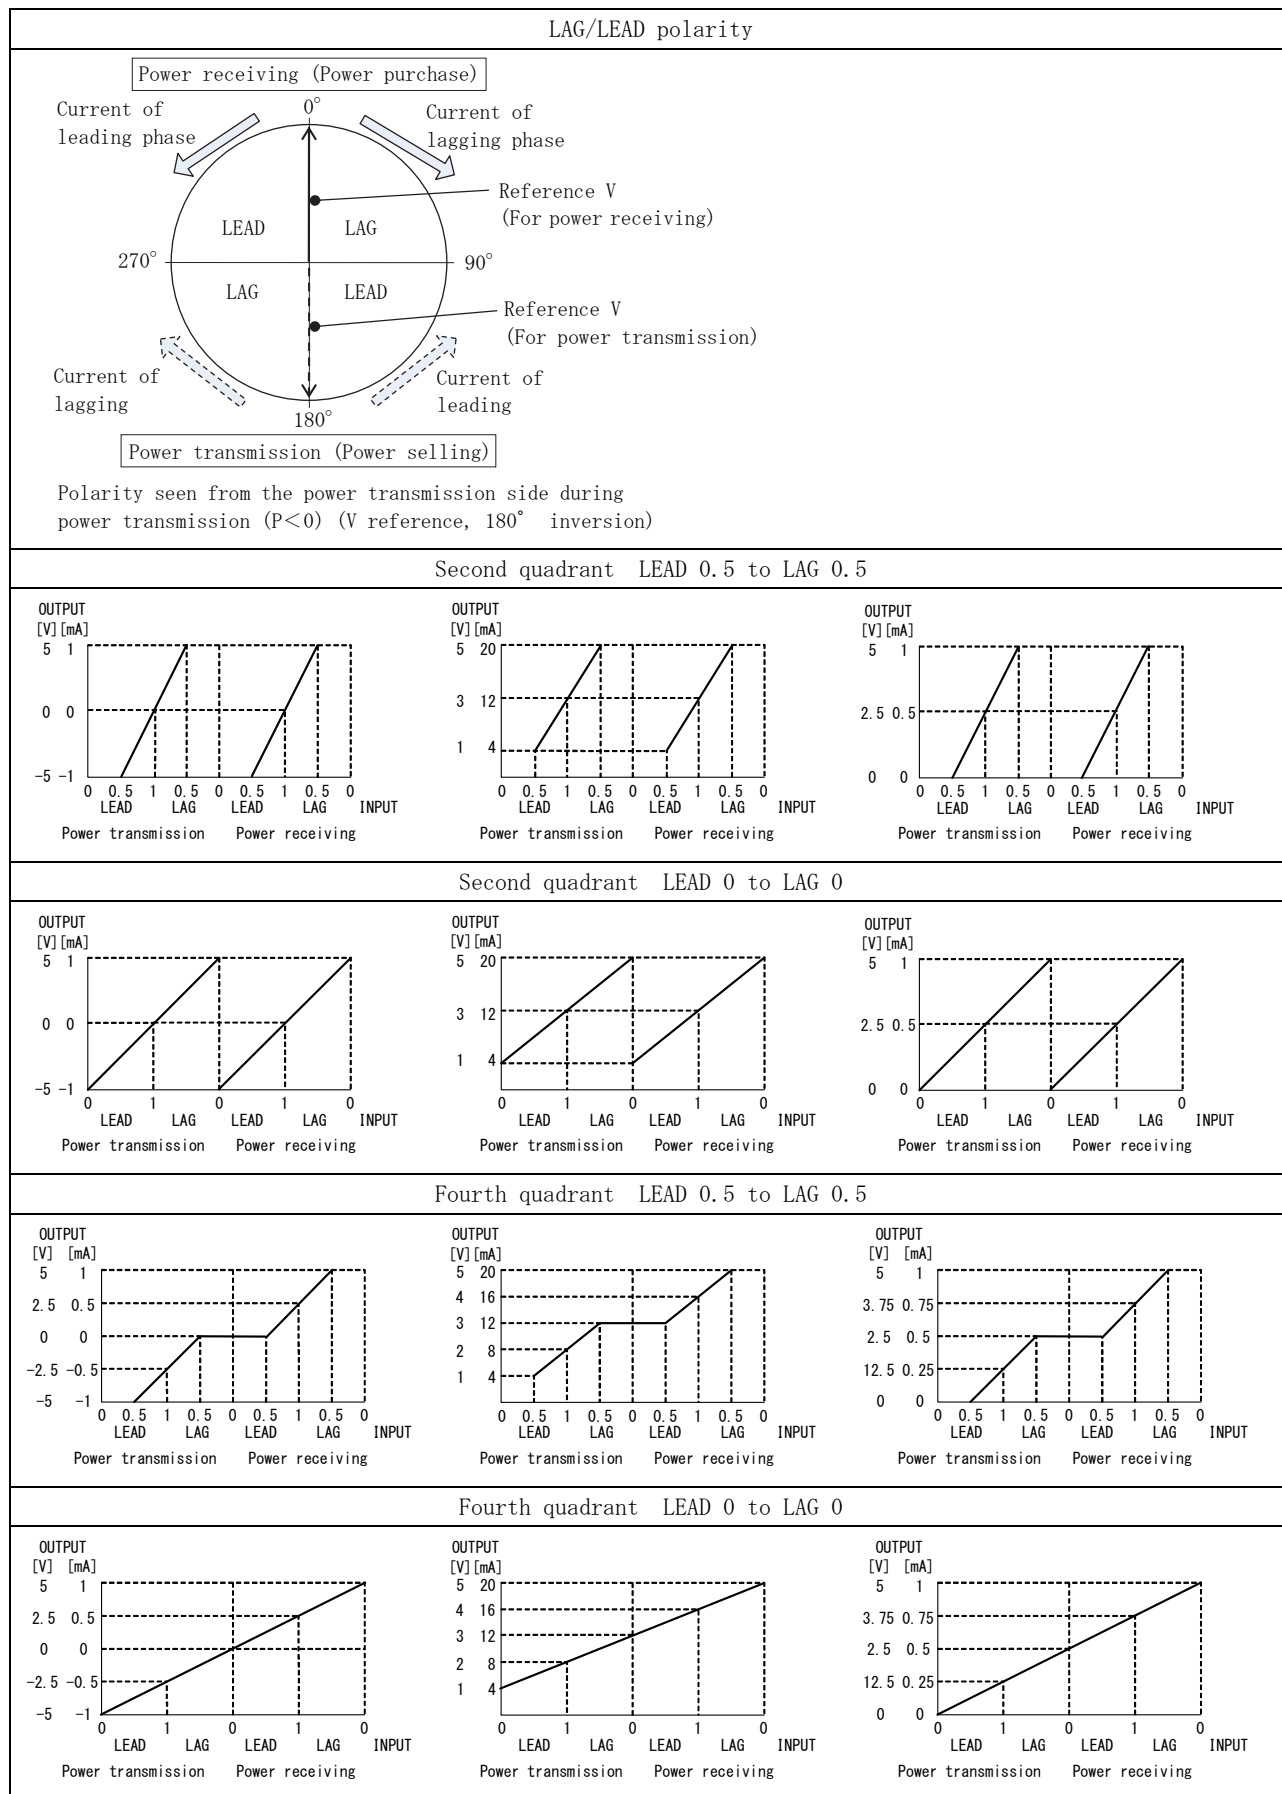 LAG/LEAD polarity
Power receiving (Power purchase)
Current of
leading phase
0°
Current of
lagging phase
Reference V
(For power receiving)
LEAD LAG
270° 90°
LAG LEAD
Reference V
(For power transmission)
Current of
lagging
Current of
leading
180°
Power transmission (Power selling)
Polarity seen from the power transmission side during
power transmission (P<0) (V reference, 180° inversion)
Second quadrant LEAD 0.5 to LAG 0.5
OUTPUT
[V] [mA]
5 1
0 0
-5 -1
0 0.5 1 0.5 0 0.5 1 0.5 0
LEAD LAG LEAD LAG INPUT
Power transmission Power receiving
OUTPUT
[V] [mA]
5 20
3 12
1 4
0 0.5 1 0.5 0 0.5 1 0.5 0
LEAD LAG LEAD LAG INPUT
Power transmission Power receiving
OUTPUT
[V] [mA]
5 1
2.5 0.5
0 0
0 0.5 1 0.5 0 0.5 1 0.5 0
LEAD LAG LEAD LAG INPUT
Power transmission Power receiving
Second quadrant LEAD 0 to LAG 0
OUTPUT
[V] [mA]
5 1
0 0
-5 -1
0 1 0 1 0
LEAD LAG LEAD LAG INPUT
Power transmission Power receiving
OUTPUT
[V] [mA]
5 20
3 12
1 4
0 1 0 1 0
LEAD LAG LEAD LAG INPUT
Power transmission Power receiving
OUTPUT
[V] [mA]
5 1
2.5 0.5
0 0
0 1 0 1 0
LEAD LAG LEAD LAG INPUT
Power transmission Power receiving
Fourth quadrant LEAD 0.5 to LAG 0.5
OUTPUT
[V] [mA]
5 1
2.5 0.5
0 0
-2.5 -0.5
-5 -1
0 0.5 1 0.5 0 0.5 1 0.5 0
LEAD LAG LEAD LAG INPUT
Power transmission Power receiving
OUTPUT
[V] [mA]
5 20
4 16
3 12
2 8
1 4
0 0.5 1 0.5 0 0.5 1 0.5 0
LEAD LAG LEAD LAG INPUT
Power transmission Power receiving
OUTPUT
[V] [mA]
5 1
3.75 0.75
2.5 0.5
12.5 0.25
0 0
0 0.5 1 0.5 0 0.5 1 0.5 0
LEAD LAG LEAD LAG INPUT
Power transmission Power receiving
Fourth quadrant LEAD 0 to LAG 0
OUTPUT
[V] [mA]
5 1
2.5 0.5
0 0
-2.5 -0.5
-5 -1
0 1 0 1 0
LEAD LAG LEAD LAG INPUT
Power transmission Power receiving
OUTPUT
[V] [mA]
5 20
4 16
3 12
2 8
1 4
0 1 0 1 0
LEAD LAG LEAD LAG INPUT
Power transmission Power receiving
OUTPUT
[V] [mA]
5 1
3.75 0.75
2.5 0.5
12.5 0.25
0 0
0 1 0 1 0
LEAD LAG LEAD LAG INPUT
Power transmission Power receiving